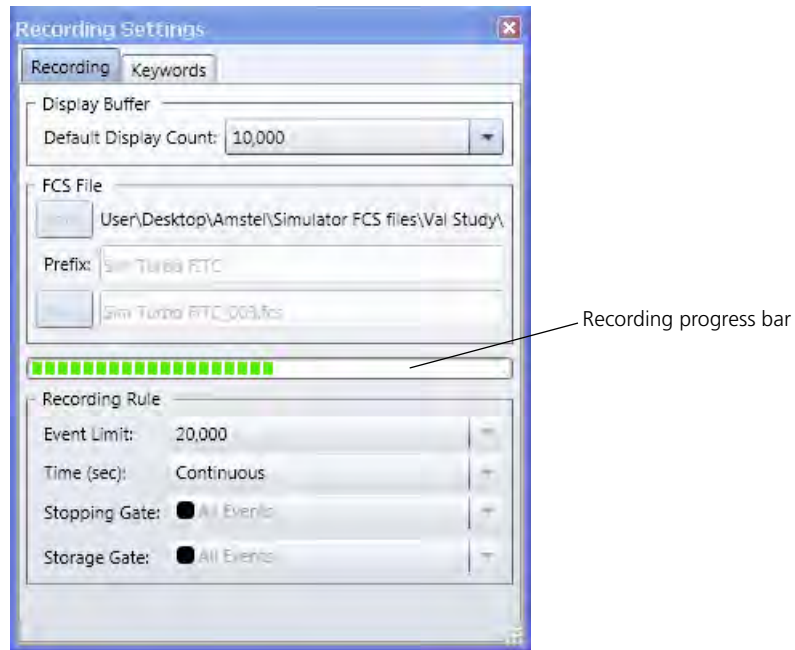 Recording Settings
Recording Keywords
Display Buffer
Default Display Count: 10,000
FCS File
User\Desktop\Amstel\Simulator FCS files\Val Study\
Prefix: Sim Turbo FITC
Sim Turbo FITC_003.fcs
Recording progress bar
Recording Rule
Event Limit: 20,000
Time (sec): Continuous
Stopping Gate: All Events
Storage Gate: All Events